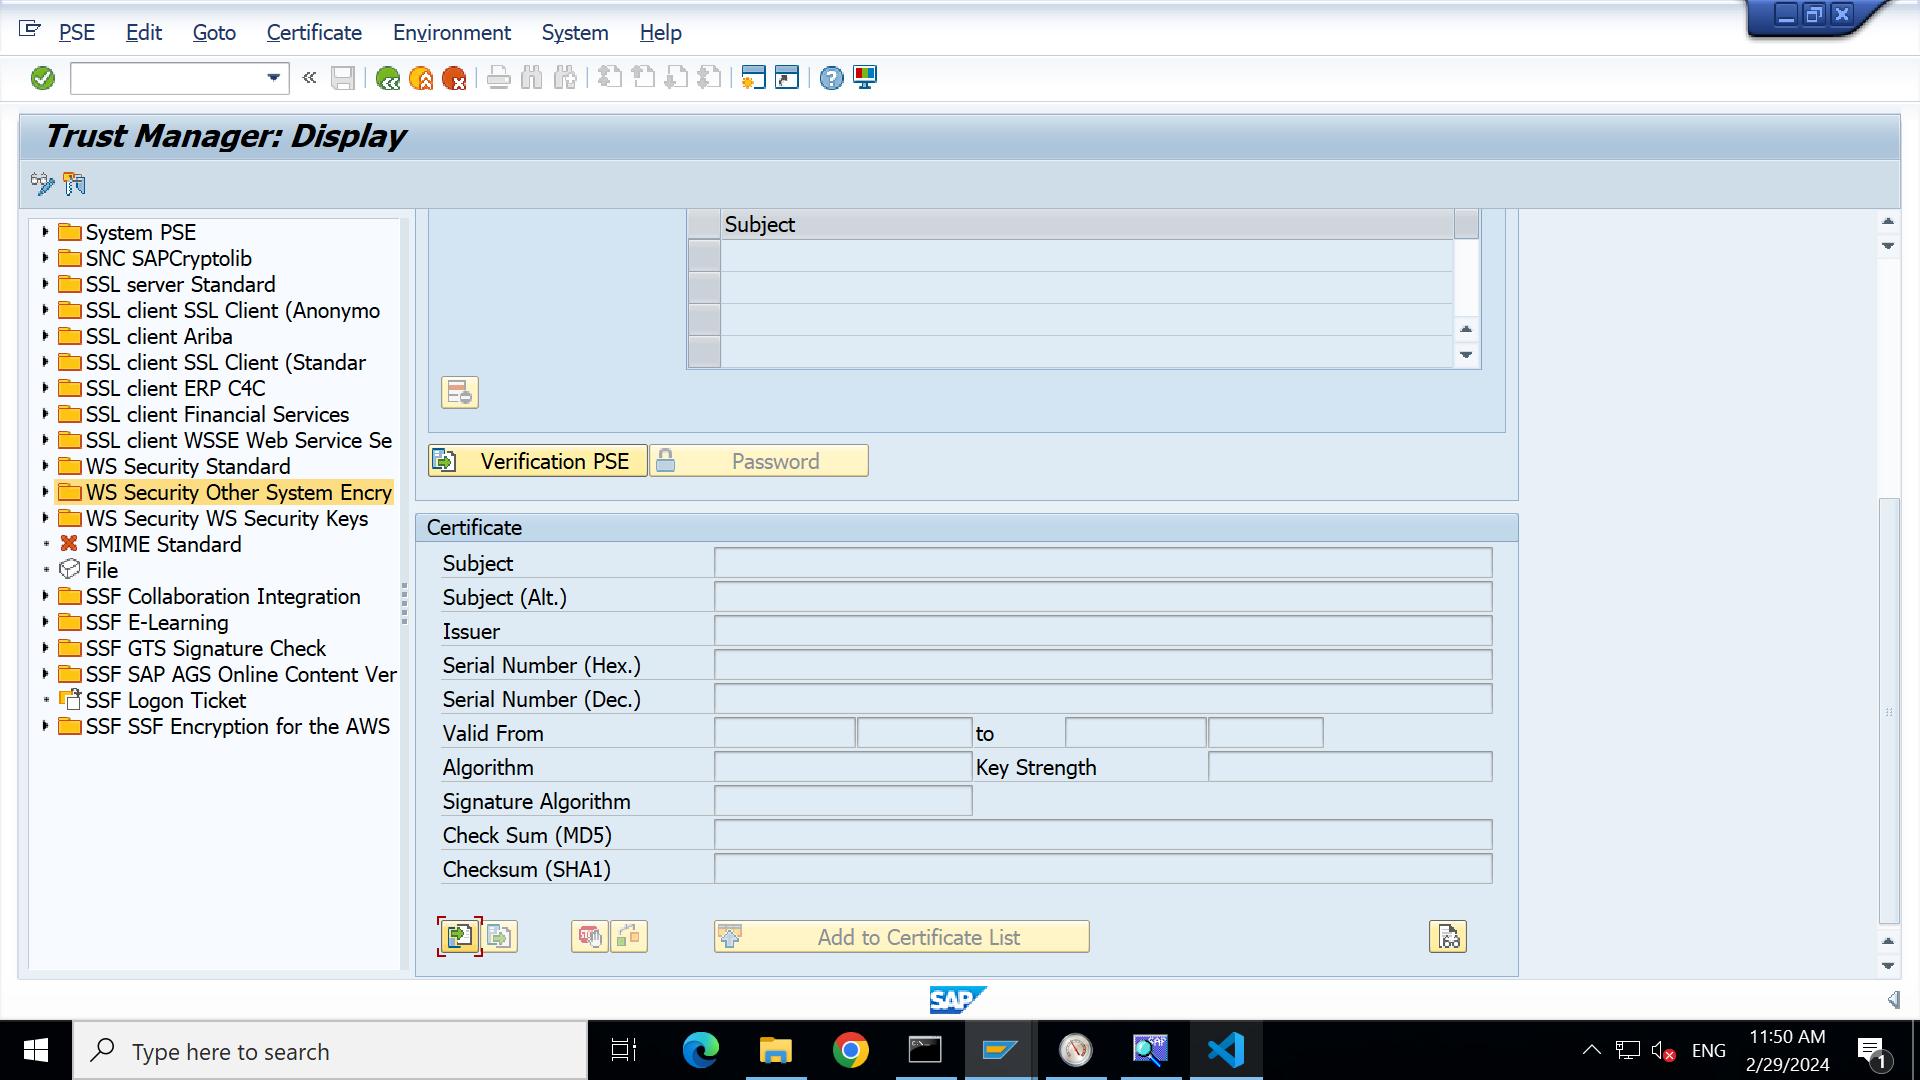 PSE Edit Goto Certificate Environment System Help
Trust Manager: Display
System PSE
SNC SAPCryptolib
SSL server Standard
SSL client SSL Client (Anonymo
SSL client Ariba
SSL client SSL Client (Standar
SSL client ERP C4C
SSL client Financial Services
SSL client WSSE Web Service Se
WS Security Standard
WS Security Other System Encry
WS Security WS Security Keys
SMIME Standard
File
SSF Collaboration Integration
SSF E-Learning
SSF GTS Signature Check
SSF SAP AGS Online Content Ver
SSF Logon Ticket
SSF SSF Encryption for the AWS
Subject
Verification PSE Password
Certificate
Subject
Subject (Alt.)
Issuer
Serial Number (Hex.)
Serial Number (Dec.)
Valid From to
Algorithm Key Strength
Signature Algorithm
Check Sum (MD5)
Checksum (SHA1)
Add to Certificate List
SAP
Type here to search
ENG
11:50 AM
2/29/2024
1